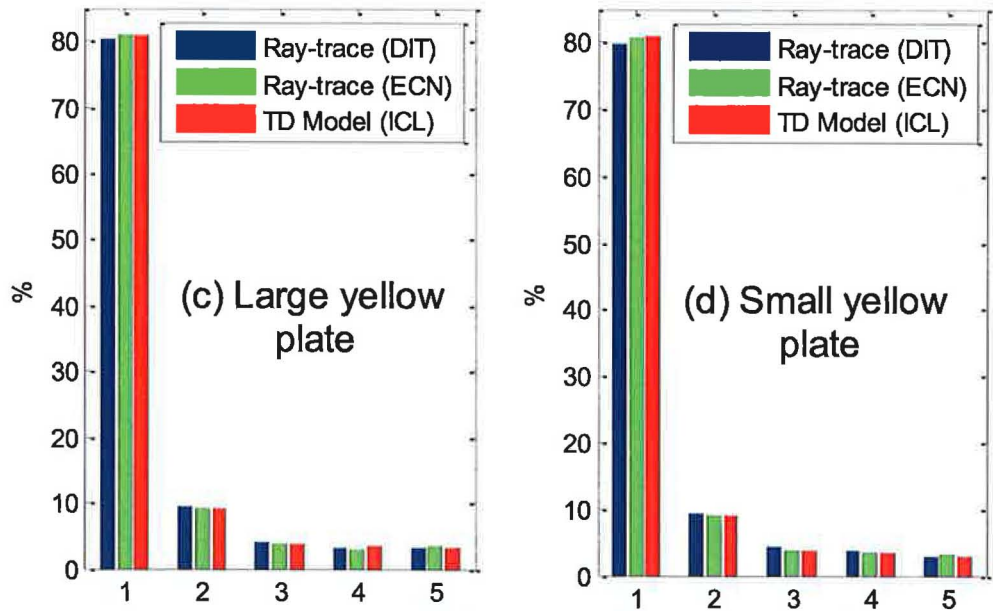 80
70
60
50
40
30
20
10
0
%
Ray-trace (DIT)
Ray-trace (ECN)
TD Model (ICL)
(c) Large yellow
plate
1 2 3 4 5
80
70
60
50
40
30
20
10
0
%
Ray-trace (DIT)
Ray-trace (ECN)
TD Model (ICL)
(d) Small yellow
plate
1 2 3 4 5